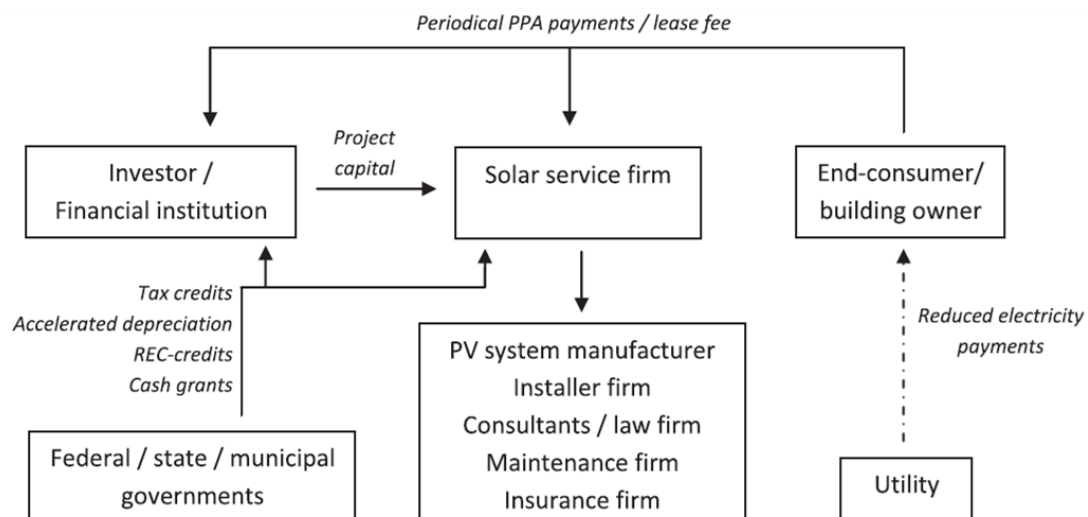 Periodical PPA payments / lease fee
Investor /
Financial institution
Project
capital
Solar service firm
End-consumer/
building owner
Tax credits
Accelerated depreciation
REC-credits
Cash grants
Reduced electricity
payments
PV system manufacturer
Installer firm
Consultants / law firm
Maintenance firm
Insurance firm
Federal / state / municipal
governments
Utility